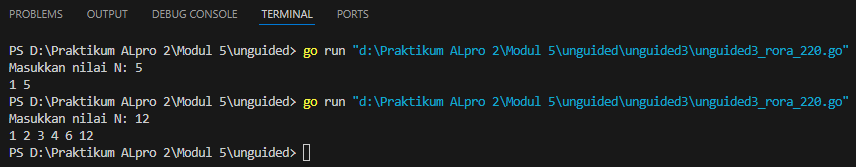 PROBLEMS OUTPUT DEBUG CONSOLE TERMINAL PORTS
PS D:\Praktikum ALpro 2\Modul 5\unguided> go run "d:\Praktikum ALpro 2\Modul 5\unguided\unguided3\unguided3_rora_220.go"
Masukkan nilai N: 5
1 5
PS D:\Praktikum ALpro 2\Modul 5\unguided> go run "d:\Praktikum ALpro 2\Modul 5\unguided\unguided3\unguided3_rora_220.go"
Masukkan nilai N: 12
1 2 3 4 6 12
PS D:\Praktikum ALpro 2\Modul 5\unguided>